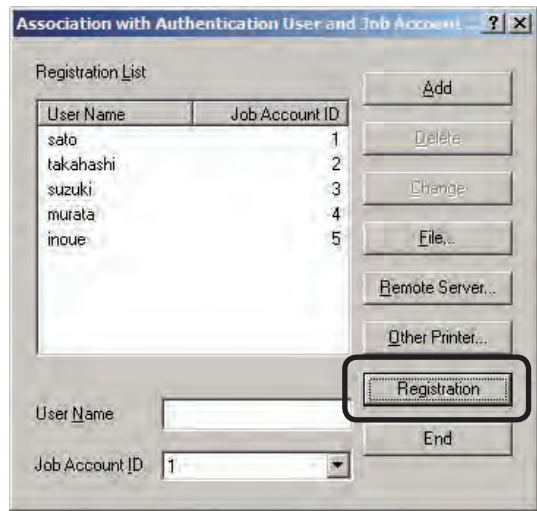 Association with Authentication User and Job Account ... ? X
Registration List
User Name Job Account ID
sato 1
takahashi 2
suzuki 3
murata 4
inoue 5
Add
Delete
Change
File...
Remote Server...
Other Printer...
Registration
End
User Name
Job Account ID 1